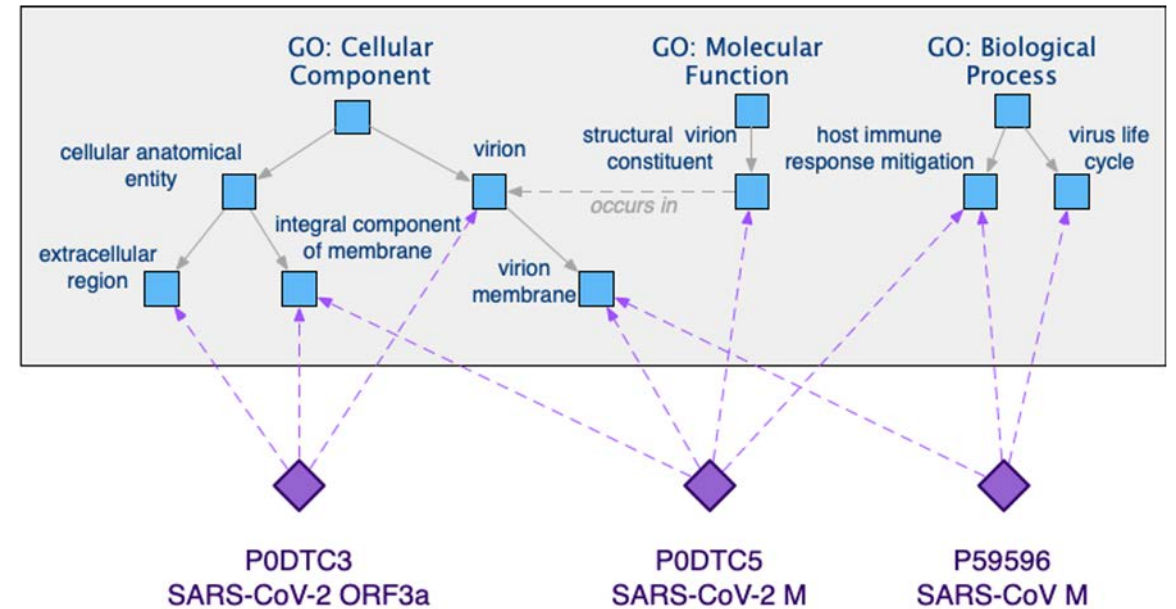 GO: Cellular
Component
GO: Molecular
Function
GO: Biological
Process
cellular anatomical
entity
virion
structural virion
constituent
host immune
response mitigation
virus life
cycle
occurs in
extracellular
region
integral component
of membrane
virion
membrane
P0DTC3
SARS-CoV-2 ORF3a
P0DTC5
SARS-CoV-2 M
P59596
SARS-CoV M